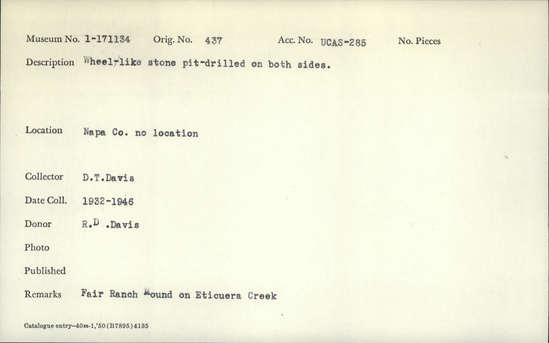 Museum No. 1-171134 Orig. No. 437 Acc. No. UCAS-285 No. Pieces
Description Wheel-like stone pit-drilled on both sides.
Location Napa Co. no location
Collector D.T.Davis
Date Coll. 1932-1946
Donor R.D .Davis
Photo
Published
Remarks Fair Ranch Mound on Eticuera Creek
Catalogue entry—40m-1,'50(B7895)4135